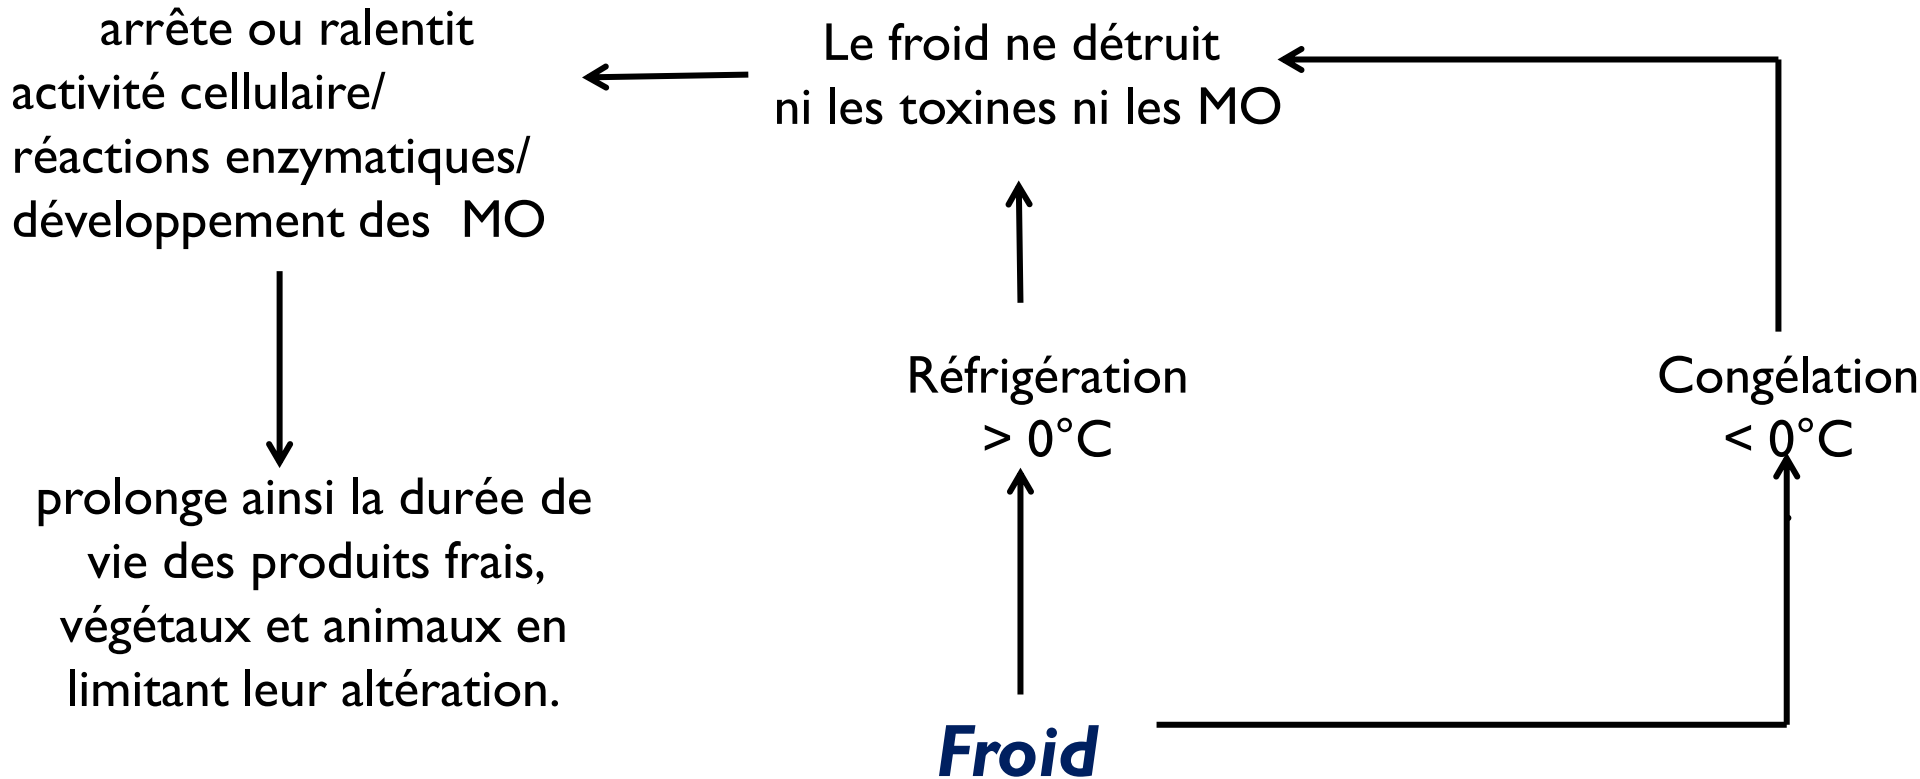 arrête ou ralentit
activité cellulaire/
réactions enzymatiques/
développement des  MO
Le froid ne détruit
ni les toxines ni les MO
Réfrigération
> 0°C
Congélation
< 0°C
prolonge ainsi la durée de
vie des produits frais,
végétaux et animaux en
limitant leur altération.
Froid